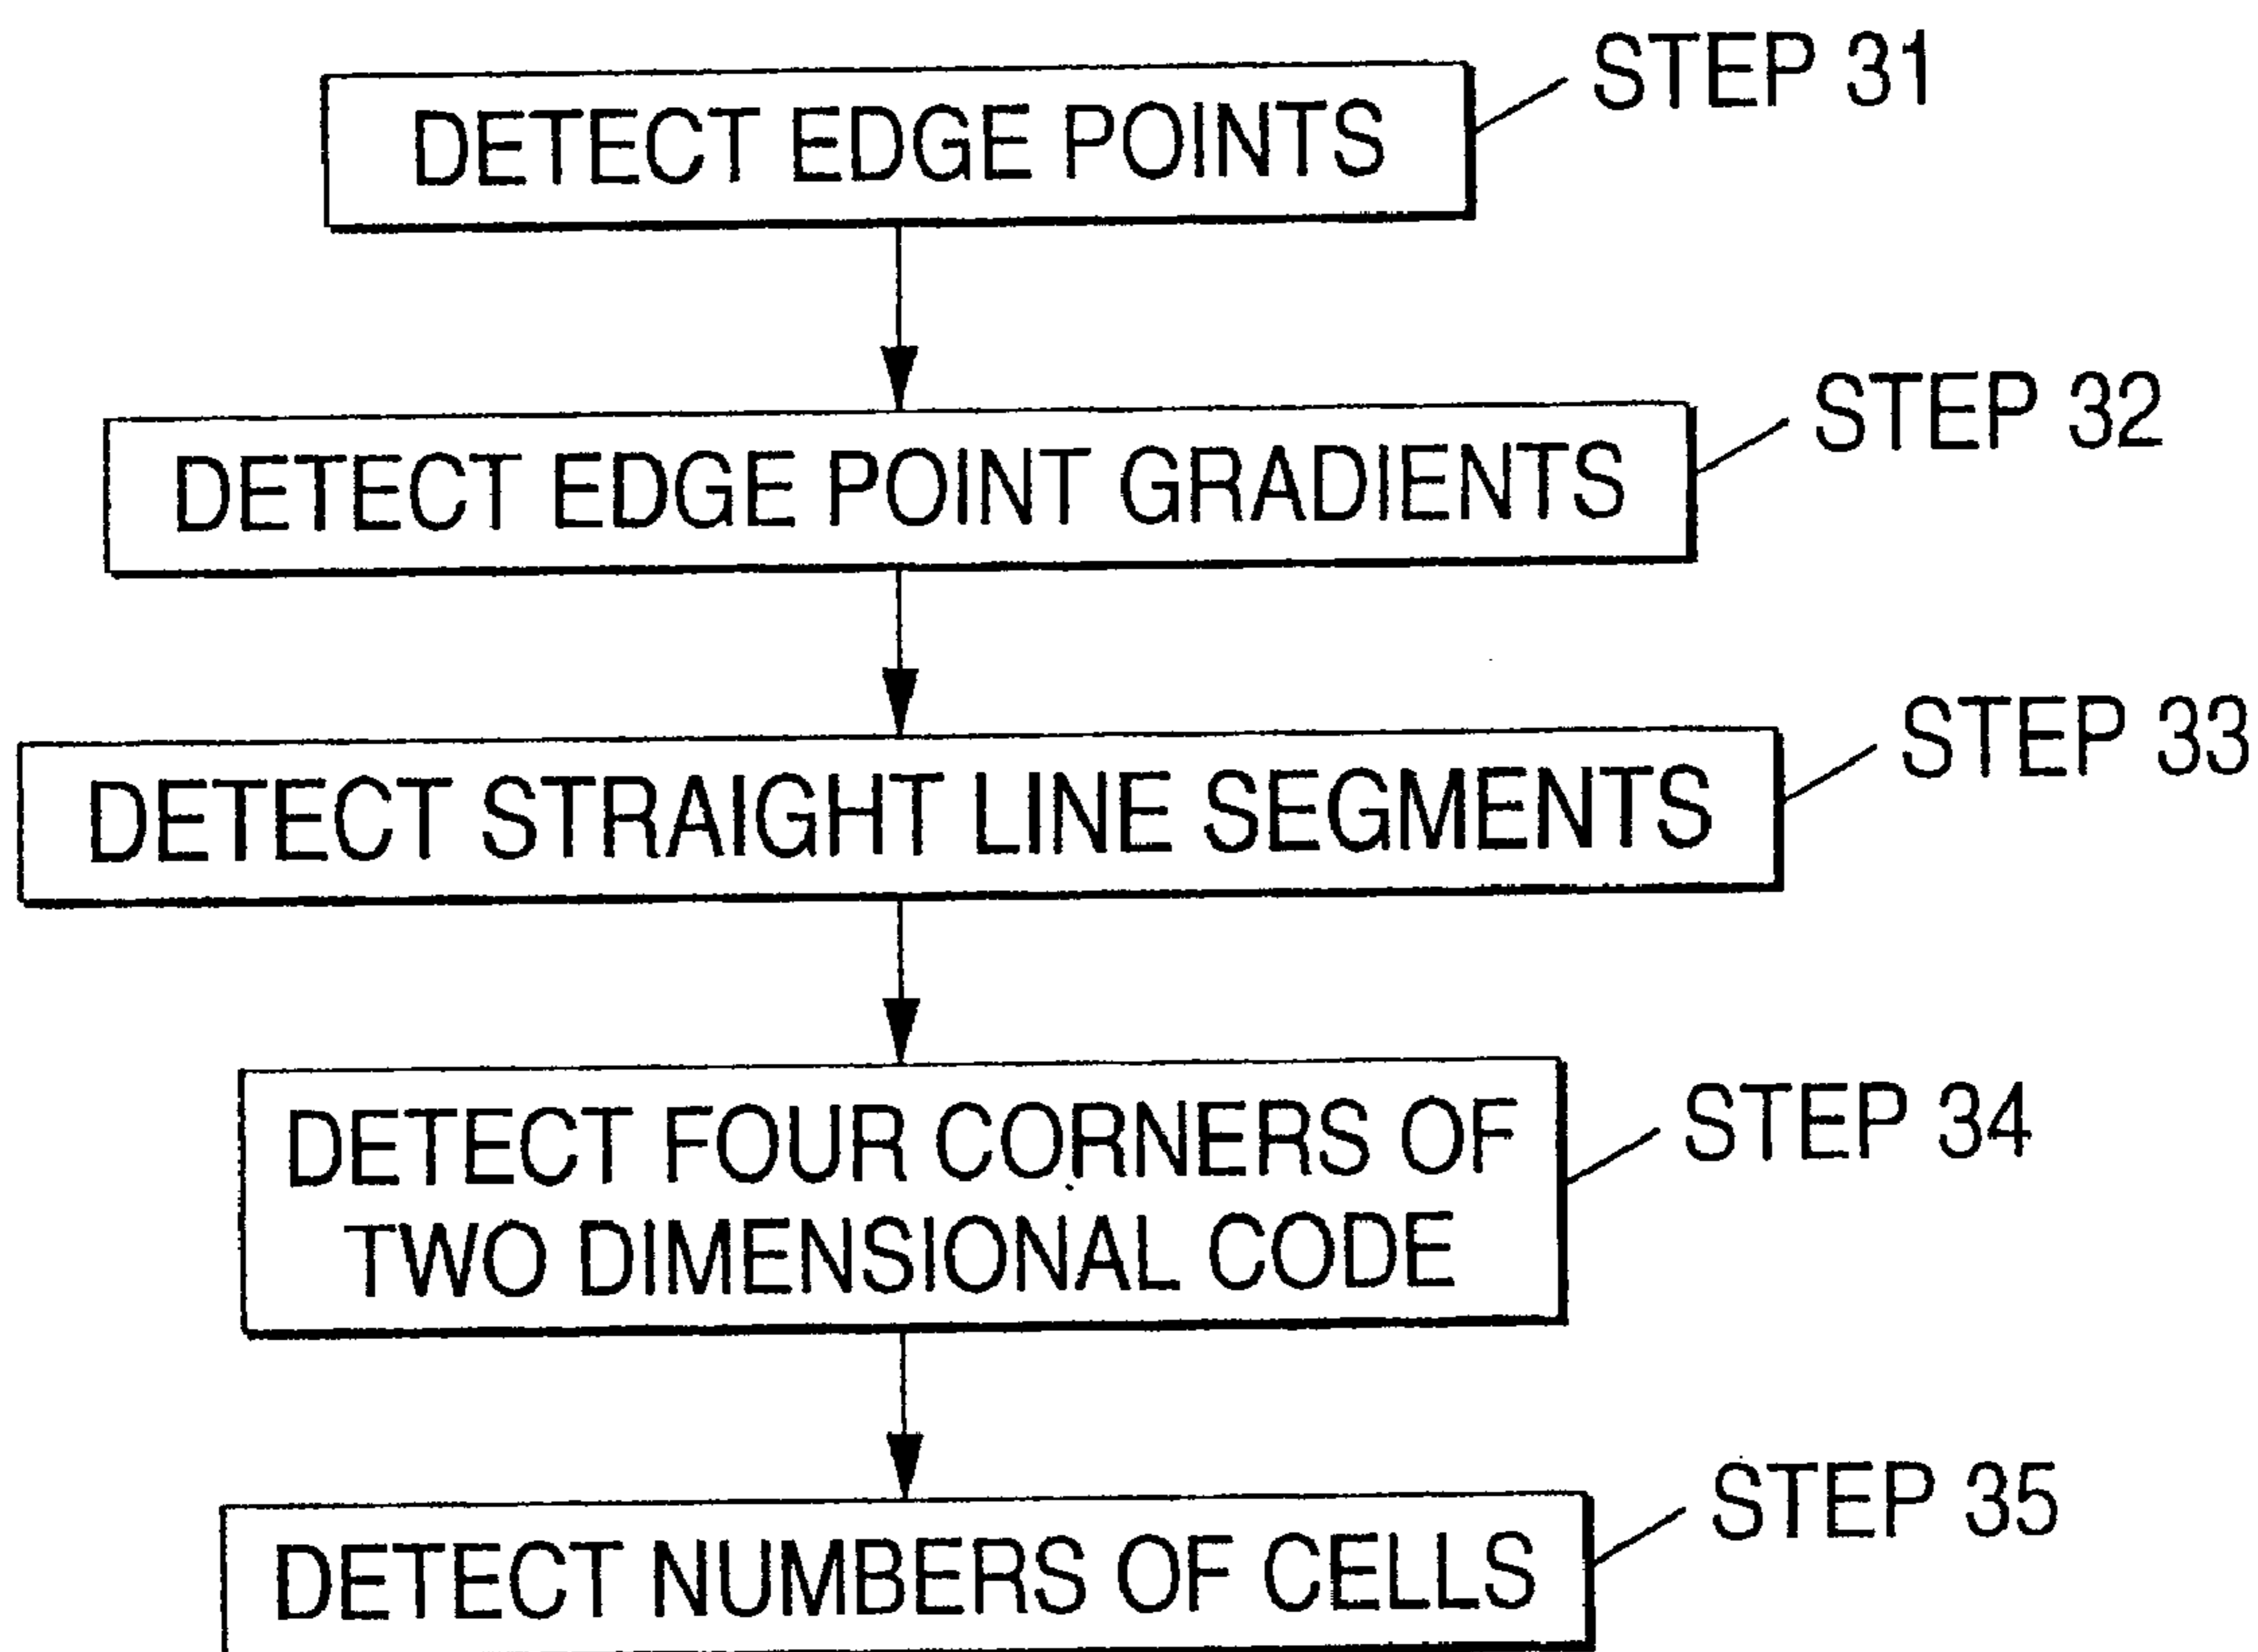 STEP 31
DETECT EDGE POINTS
STEP 32
DETECT EDGE POINT GRADIENTS
STEP 33
DETECT STRAIGHT LINE SEGMENTS
STEP 34
DETECT FOUR CORNERS OF
TWO DIMENSIONAL CODE
STEP 35
DETECT NUMBERS OF CELLS